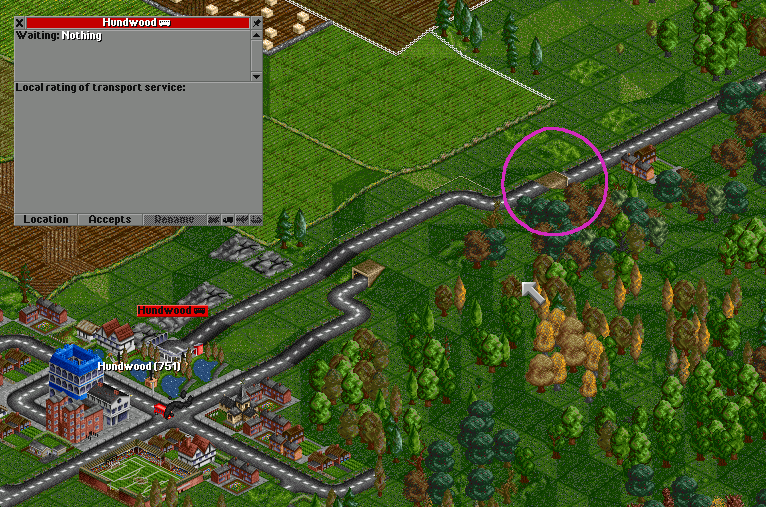 Hundwood
Waiting: Nothing
Local rating of transport service:
Location
Accepts
Rename
Hundwood
Hundwood (751)